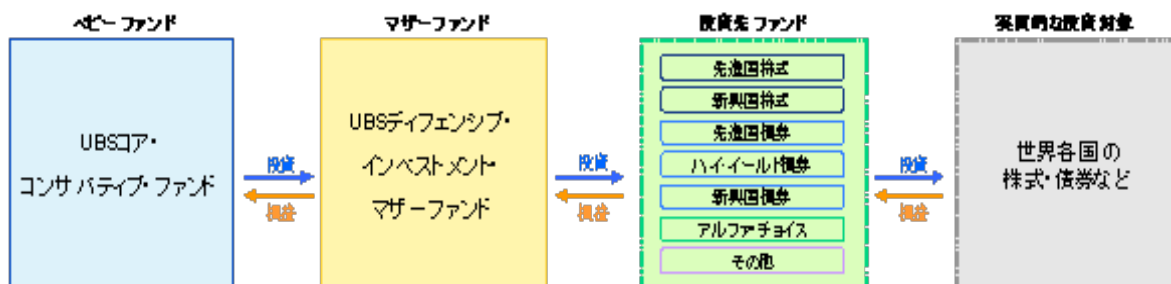 ベビーファンド
マザーファンド
投資先ファンド
実質的な投資対象
UBSコア・
コンサバティブ・ファンド
投資
損益
UBSディフェンシブ・
インベストメント・
マザーファンド
投資
損益
先進国株式
新興国株式
先進国債券
ハイ・イールド債券
新興国債券
アルファチョイス
その他
投資
損益
世界各国の
株式・債券など